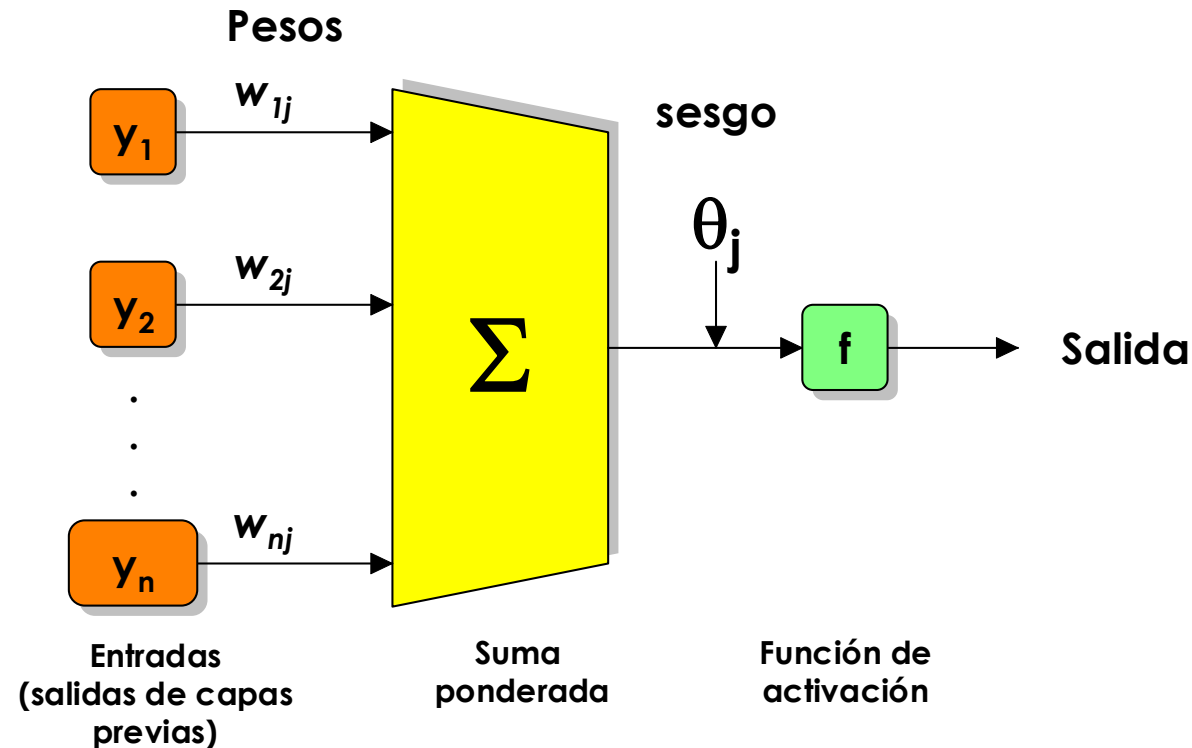 Pesos
w1j
y1
sesgo
θj
w2j
y2
Σ
f
Salida
.
.
.
wnj
yn
Entradas
(salidas de capas
previas)
Suma
ponderada
Función de
activación